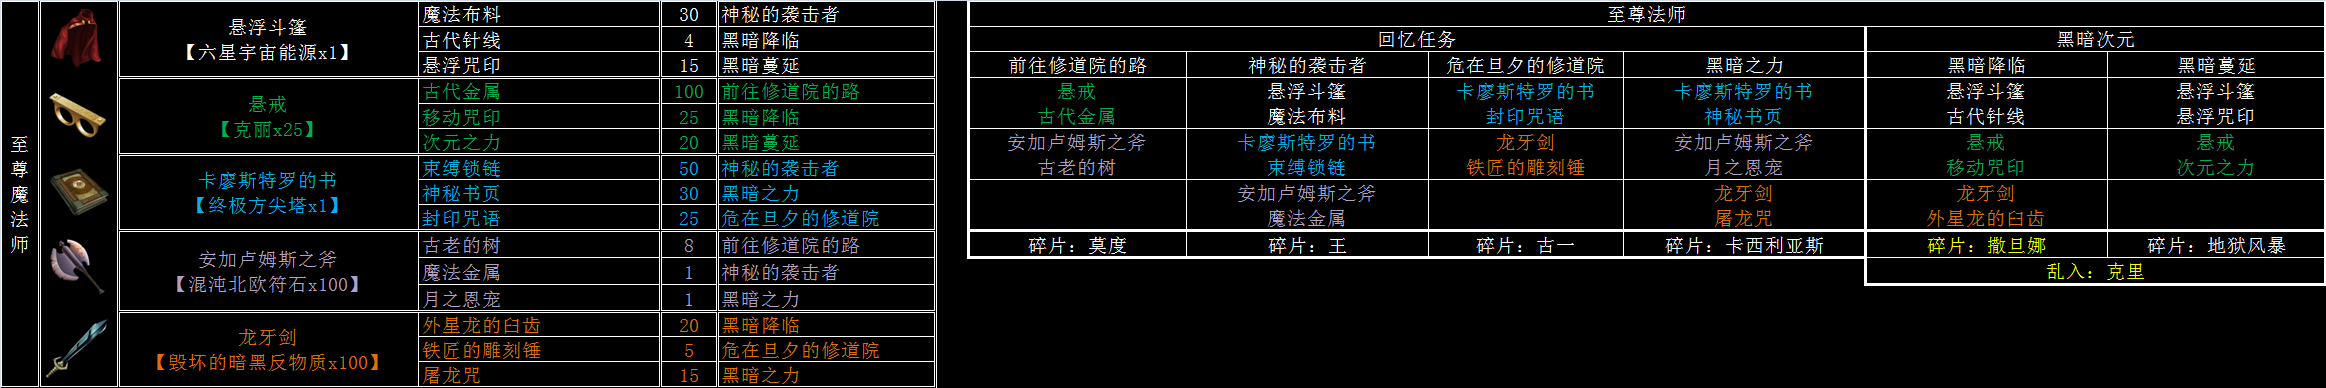 至尊魔法师
悬浮斗篷
【六星宇宙能源x1】
魔法布料 30 神秘的袭击者
古代针线 4 黑暗降临
悬浮咒印 15 黑暗蔓延
悬戒
【克丽x25】
古代金属 100 前往修道院的路
移动咒印 25 黑暗降临
次元之力 20 黑暗蔓延
卡廖斯特罗的书
【终极方尖塔x1】
束缚锁链 50 神秘的袭击者
神秘书页 30 黑暗之力
封印咒语 25 危在旦夕的修道院
安加卢姆斯之斧
【混沌北欧符石x100】
古老的树 8 前往修道院的路
魔法金属 1 神秘的袭击者
月之恩宠 1 黑暗之力
龙牙剑
【毁坏的暗黑反物质x100】
外星龙的臼齿 20 黑暗降临
铁匠的雕刻锤 5 危在旦夕的修道院
屠龙咒 15 黑暗之力
至尊法师
回忆任务 黑暗次元
前往修道院的路 神秘的袭击者 危在旦夕的修道院 黑暗之力 黑暗降临 黑暗蔓延
悬戒 悬浮斗篷 卡廖斯特罗的书 卡廖斯特罗的书 悬浮斗篷 悬浮斗篷
古代金属 魔法布料 封印咒语 神秘书页 古代针线 悬浮咒印
安加卢姆斯之斧 卡廖斯特罗的书 龙牙剑 安加卢姆斯之斧 悬戒 悬戒
古老的树 束缚锁链 铁匠的雕刻锤 月之恩宠 移动咒印 次元之力
安加卢姆斯之斧 龙牙剑 龙牙剑
魔法金属 屠龙咒 外星龙的臼齿
碎片：莫度 碎片：王 碎片：古一 碎片：卡西利亚斯 碎片：撒旦娜 碎片：地狱风暴
乱入：克里